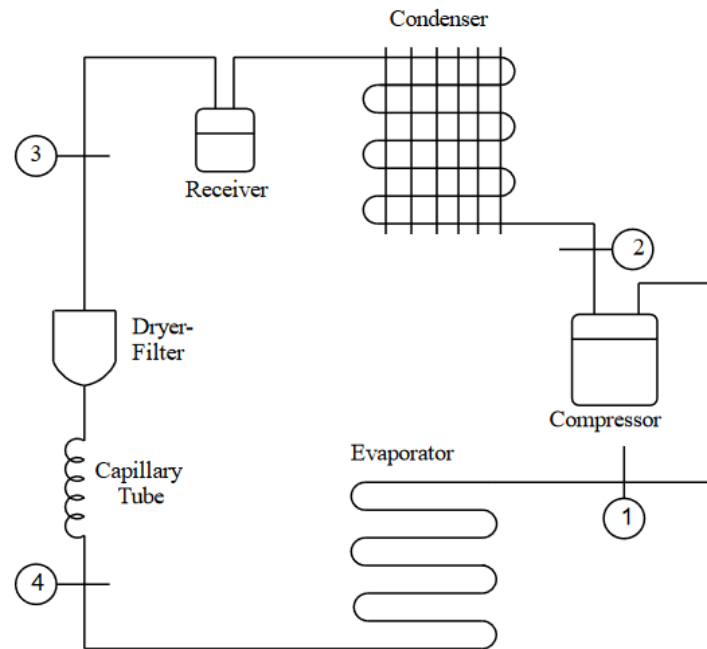 Condenser
3
Receiver
2
Dryer-
Filter
Compressor
Evaporator
Capillary
Tube
1
4